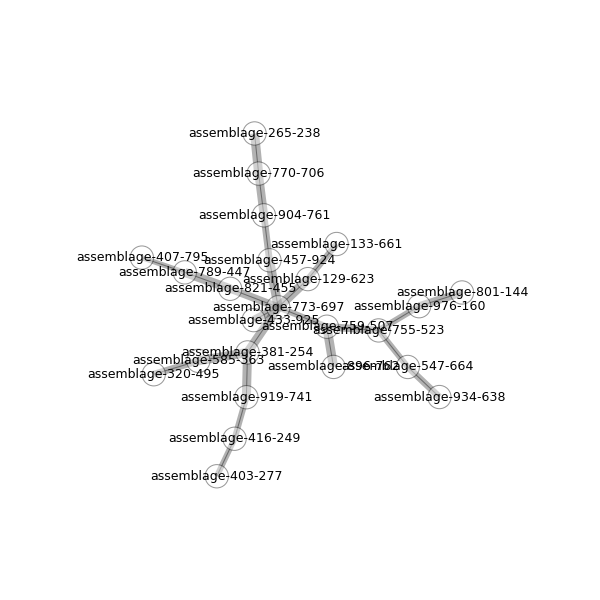 assemblage-265-238
assemblage-770-706
assemblage-904-761
assemblage-133-661
assemblage-407-795
assemblage-457-924
assemblage-789-447
assemblage-129-623
assemblage-821-455
assemblage-801-144
assemblage-976-160
assemblage-773-697
assemblage-433-925
assemblage-759-507
assemblage-755-523
assemblage-381-254
assemblage-585-363
assemblage-896-762
assemblage-547-664
assemblage-320-495
assemblage-919-741
assemblage-934-638
assemblage-416-249
assemblage-403-277